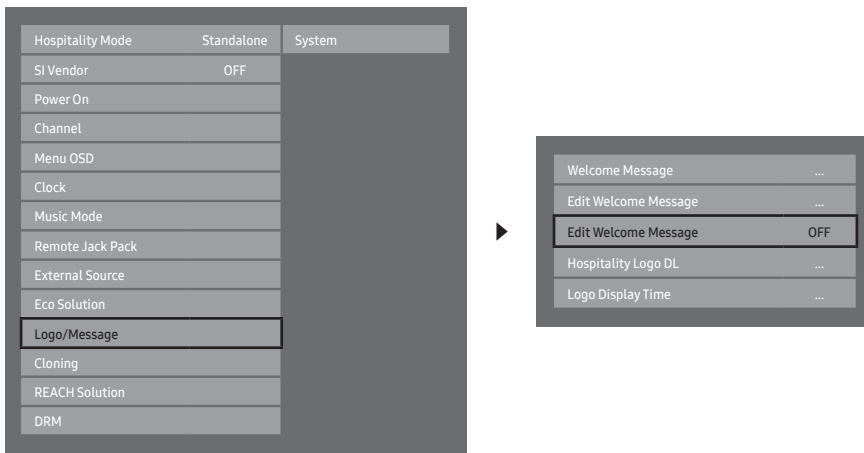 Hospitality Mode Standalone System
SI Vendor OFF
Power On
Channel
Menu OSD
Clock
Music Mode
Remote Jack Pack
External Source
Eco Solution
Logo/Message
Cloning
REACH Solution
DRM
Welcome Message ...
Edit Welcome Message ...
Edit Welcome Message OFF
Hospitality Logo DL ...
Logo Display Time ...